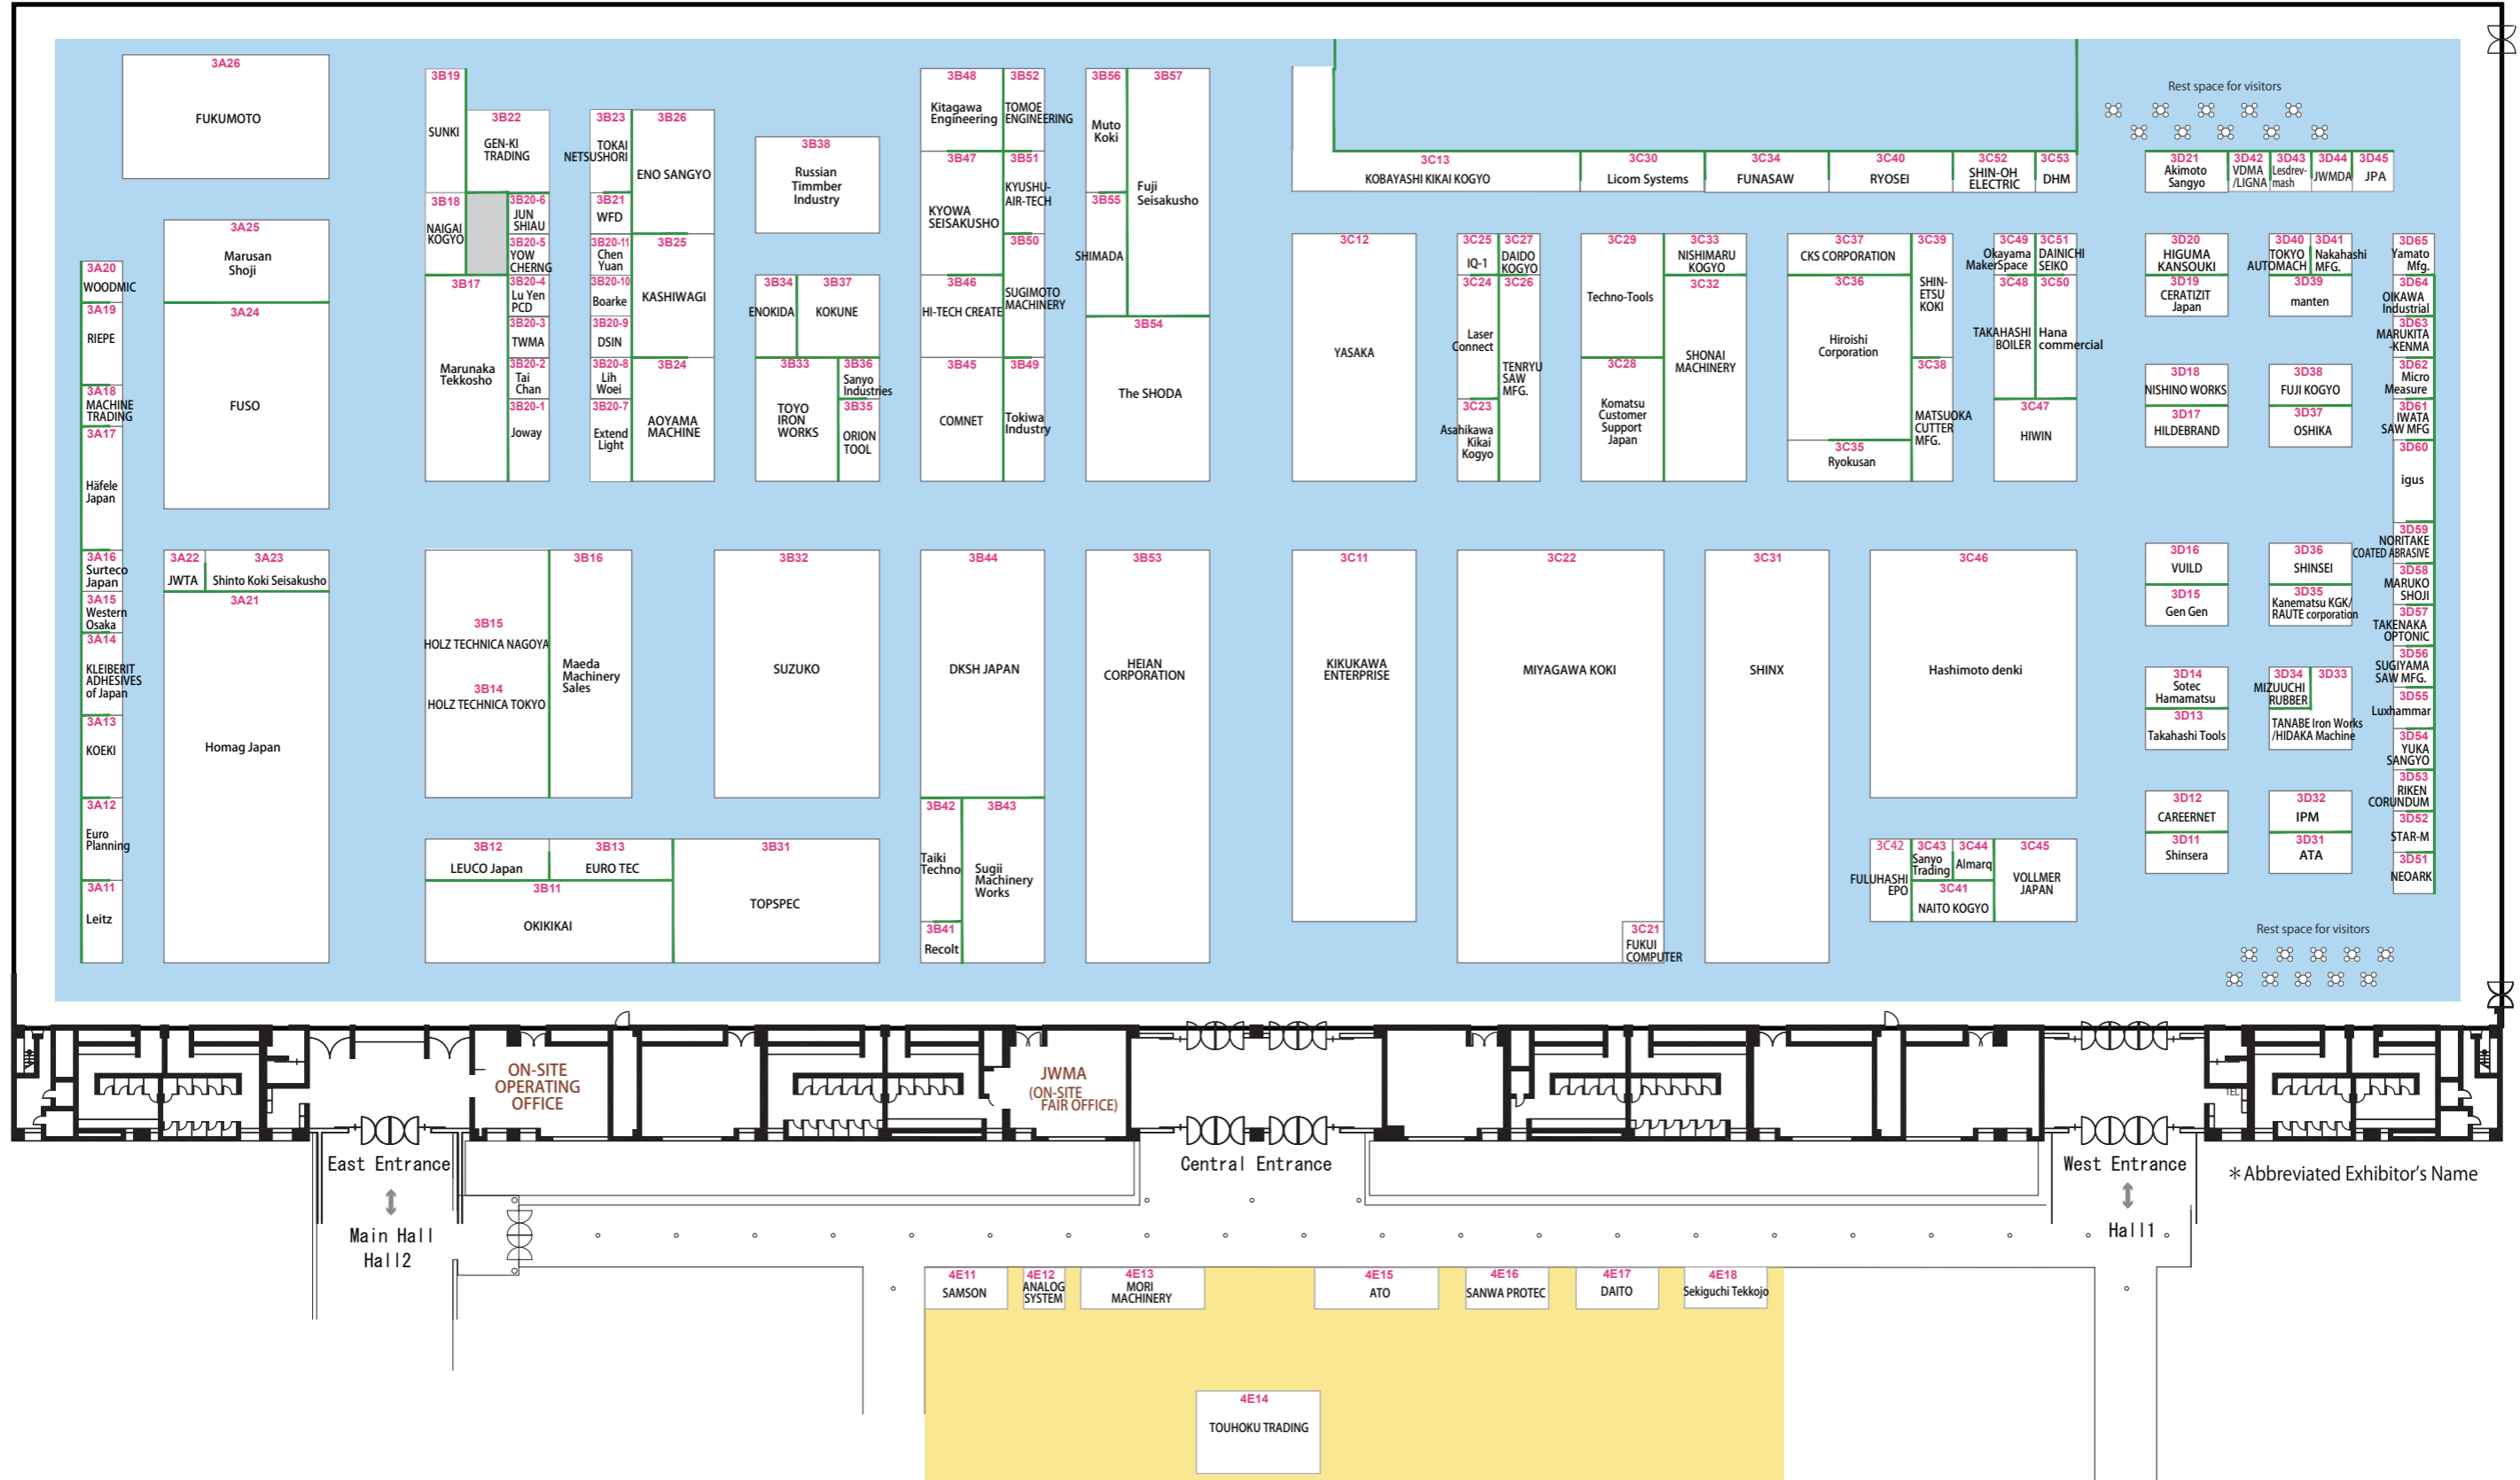 3A26
FUKUMOTO
3A25
Marusan
Shoji
3A24
FUSO
3A20
WOODMIC
3A19
RIEPE
3A18
MACHINE
TRADING
3A17
Häfele
Japan
3A16
Surteco
Japan
3A15
Western
Osaka
3A14
KLEIBERIT
ADHESIVES
of Japan
3A13
KOEKI
3A12
Euro
Planning
3A11
Leitz
3A22
JWTA
3A23
Shinto Koki Seisakusho
3A21
Homag Japan
3B19
SUNKI
3B22
GEN-KI
TRADING
3B18
NAIGAI
KOGYO
3B20-6
JUN
SHIAU
3B20-5
YOW
CHERNG
3B17
Marunaka
Tekkosho
3B20-4
Lu Yen
PCD
3B20-3
TWMA
3B20-2
Tai
Chan
3B20-1
Joway
3B23
TOKAI
NETSUSHORI
3B26
ENO SANGYO
3B21
WFD
3B20-11
Chen
Yuan
3B25
KASHIWAGI
3B20-10
Boarke
3B20-9
DSIN
3B20-8
Lih
Woei
3B24
AOYAMA
MACHINE
3B20-7
Extend
Light
3B38
Russian
Timmber
Industry
3B34
ENOKIDA
3B37
KOKUNE
3B33
TOYO
IRON
WORKS
3B36
Sanyo
Industries
3B35
ORION
TOOL
3B48
Kitagawa
Engineering
3B52
TOMOE
ENGINEERING
3B47
KYOWA
SEISAKUSHO
3B51
KYUSHU-
AIR-TECH
3B50
SUGIMOTO
MACHINERY
3B46
HI-TECH CREATE
3B45
COMNET
3B49
Tokiwa
Industry
3B56
Muto
Koki
3B57
Fuji
Seisakusho
3B55
SHIMADA
3B54
The SHODA
3B15
HOLZ TECHNICA NAGOYA
3B14
HOLZ TECHNICA TOKYO
3B16
Maeda
Machinery
Sales
3B32
SUZUKO
3B44
DKSH JAPAN
3B53
HEIAN
CORPORATION
3B12
LEUCO Japan
3B13
EURO TEC
3B11
OKIKIKAI
3B31
TOPSPEC
3B42
Taiki
Techno
3B43
Sugii
Machinery
Works
3B41
Recolt
3C13
KOBAYASHI KIKAI KOGYO
3C30
Licom Systems
3C34
FUNASAW
3C40
RYOSEI
3C52
SHIN-OH
ELECTRIC
3C53
DHM
3C12
YASAKA
3C25
IQ-1
3C27
DAIDO
KOGYO
3C24
Laser
Connect
3C26
TENRYU
SAW
MFG.
3C23
Asahikawa
Kikai
Kogyo
3C29
Techno-Tools
3C33
NISHIMARU
KOGYO
3C32
SHONAI
MACHINERY
3C28
Komatsu
Customer
Support
Japan
3C37
CKS CORPORATION
3C39
SHIN-
ETSU
KOKI
3C36
Hiroishi
Corporation
3C38
MATSUOKA
CUTTER
MFG.
3C35
Ryokusan
3C49
Okayama
MakerSpace
3C51
DAINICHI
SEIKO
3C48
TAKAHASHI
BOILER
3C50
Hana
commercial
3C47
HIWIN
3C11
KIKUKAWA
ENTERPRISE
3C22
MIYAGAWA KOKI
3C21
FUKUI
COMPUTER
3C31
SHINX
3C46
Hashimoto denki
3C42
FULUHASHI
EPO
3C43
Sanyo
Trading
3C44
Almarq
3C45
VOLLMER
JAPAN
3C41
NAITO KOGYO
Rest space for visitors
3D21
Akimoto
Sangyo
3D42
VDMA
/LIGNA
3D43
Lesdrev-
mash
3D44
JWMDA
3D45
JPA
3D20
HIGUMA
KANSOUKI
3D19
CERATIZIT
Japan
3D40
TOKYO
AUTOMACH
3D41
Nakahashi
MFG.
3D39
manten
3D18
NISHINO WORKS
3D17
HILDEBRAND
3D38
FUJI KOGYO
3D37
OSHIKA
3D16
VUILD
3D15
Gen Gen
3D36
SHINSEI
3D35
Kanematsu KGK/
RAUTE corporation
3D14
Sotec
Hamamatsu
3D13
Takahashi Tools
3D34
MIZUUCHI
RUBBER
3D33
TANABE Iron Works
/HIDAKA Machine
3D12
CAREERNET
3D11
Shinsera
3D32
IPM
3D31
ATA
3D65
Yamato
Mfg.
3D64
OIKAWA
Industrial
3D63
MARUKITA
-KENMA
3D62
Micro
Measure
3D61
IWATA
SAW MFG
3D60
igus
3D59
NORITAKE
COATED ABRASIVE
3D58
MARUKO
SHOJI
3D57
TAKENAKA
OPTONIC
3D56
SUGIYAMA
SAW MFG.
3D55
Luxhammar
3D54
YUKA
SANGYO
3D53
RIKEN
CORUNDUM
3D52
STAR-M
3D51
NEOARK
Rest space for visitors
ON-SITE
OPERATING
OFFICE
JWMA
(ON-SITE
FAIR OFFICE)
TEL
East Entrance
Central Entrance
West Entrance
＊Abbreviated Exhibitor's Name
Main Hall
Hall2
Hall1
4E11
SAMSON
4E12
ANALOG
SYSTEM
4E13
MORI
MACHINERY
4E15
ATO
4E16
SANWA PROTEC
4E17
DAITO
4E18
Sekiguchi Tekkojo
4E14
TOUHOKU TRADING